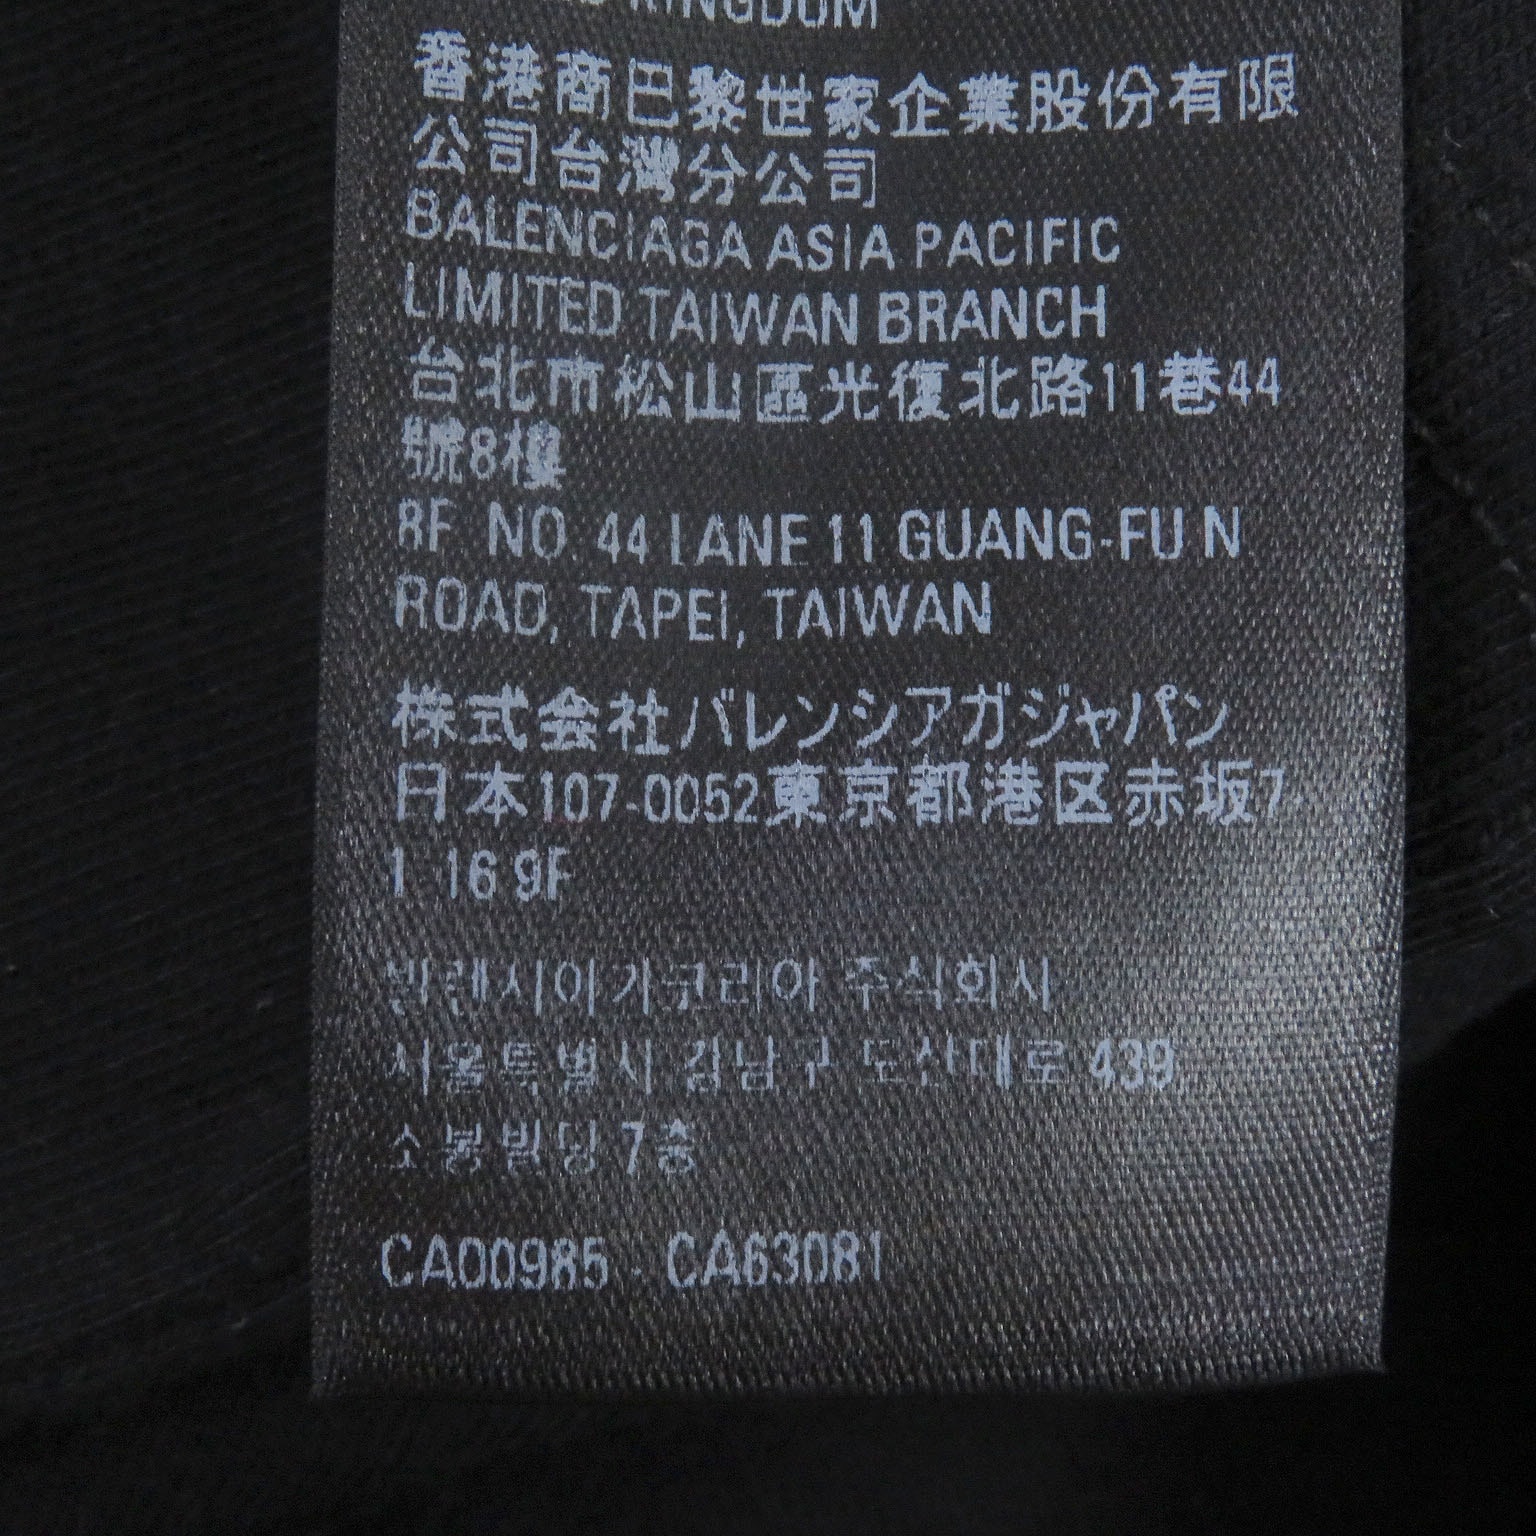 KINGDOM
香港商巴黎世家企業股份有限
公司台灣分公司
BALENCIAGA ASIA PACIFIC
LIMITED TAIWAN BRANCH
台北市松山區光復北路11巷44
號8樓
8F NO. 44 LANE 11 GUANG-FU N
ROAD, TAPEI, TAIWAN
株式会社バレンシアガジャパン
日本107-0052東京都港区赤坂7-
1 16 9F
발렌시아가코리아 주식회사
서울특별시 강남구 도산대로 439
소봉빌딩 7층
CA00985 - CA63081